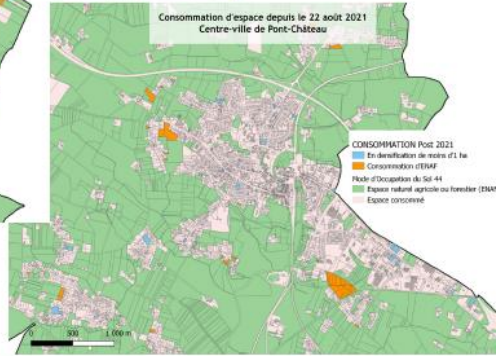 Consommation d'espace depuis le 22 août 2021
Centre-ville de Pont-Château
CONSOMMATION Post 2021
En densification de moins d'1 ha
Consommation d'ENAF
Mode d'Occupation du Sol 44
Espace naturel agricole ou forestier (ENAF
Espace consommé
0 500 1 000 m